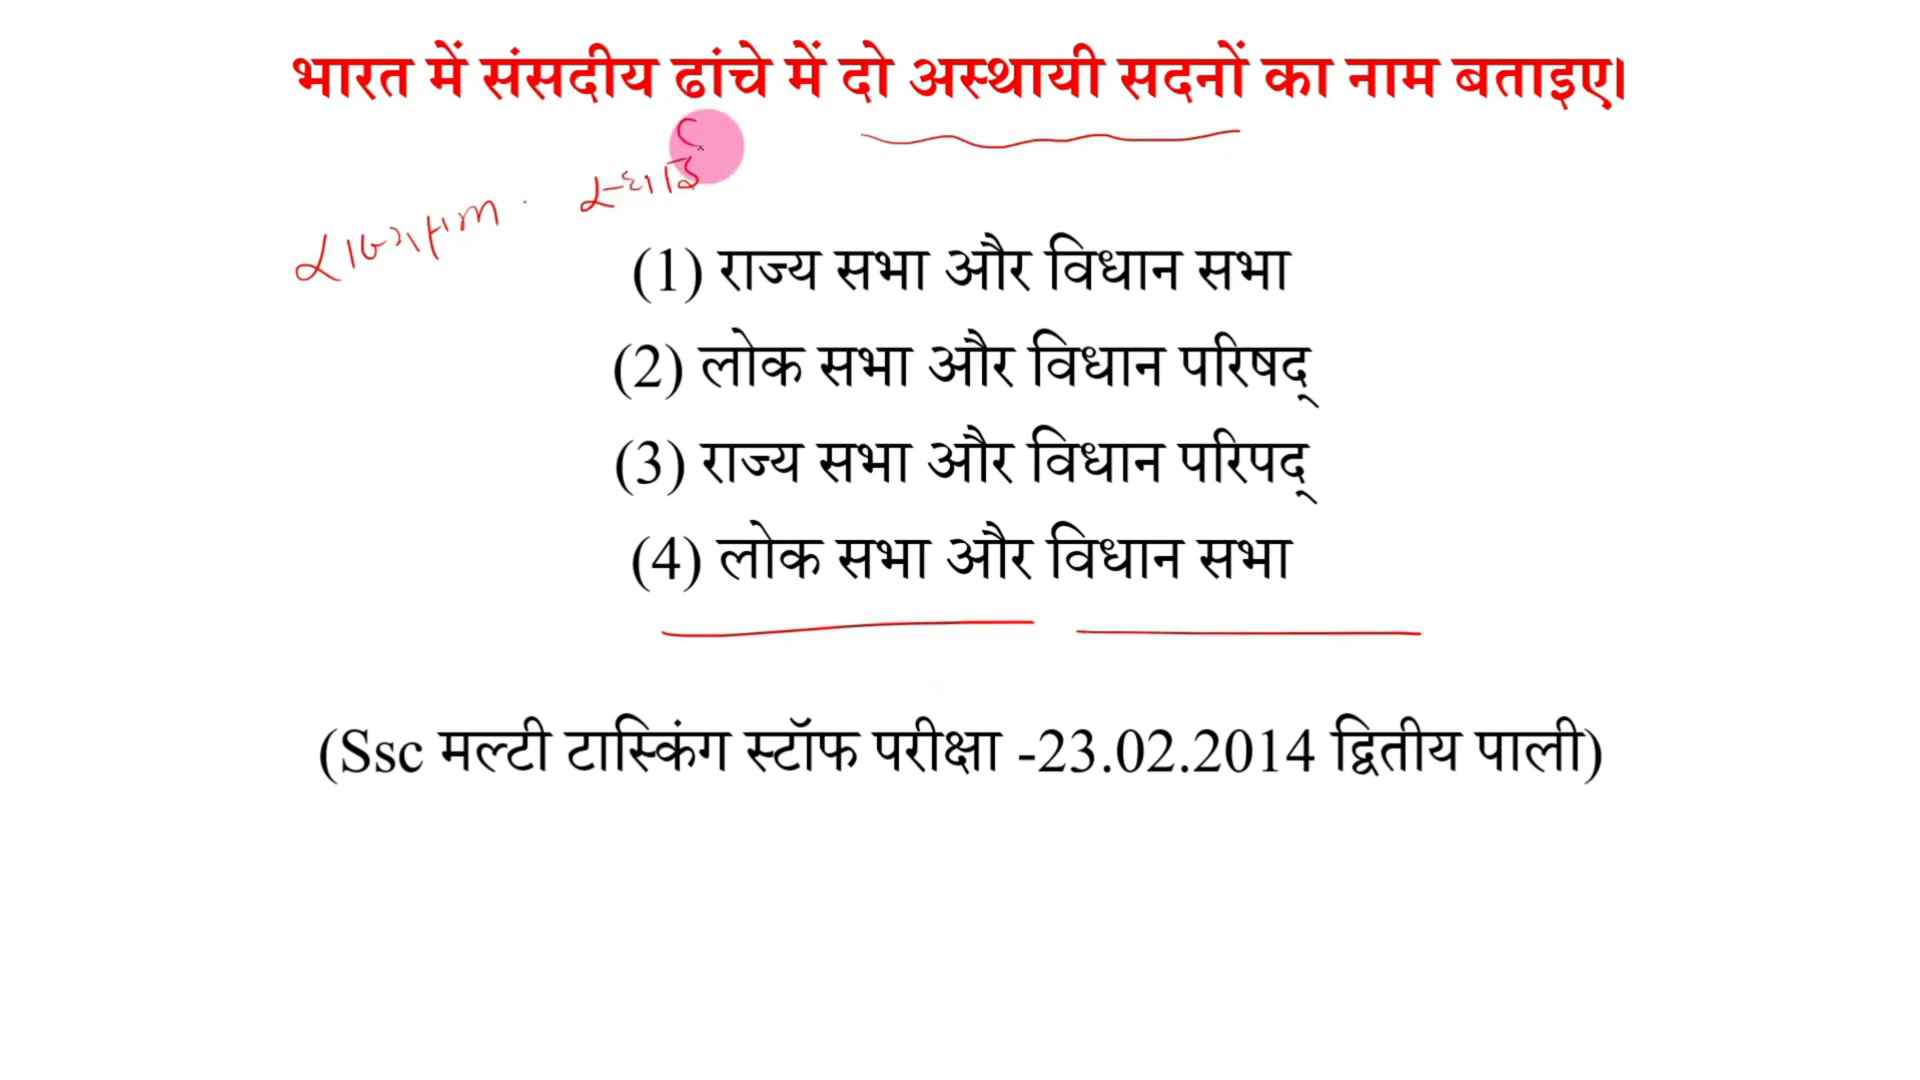 भारत में संसदीय ढांचे में दो अस्थायी सदनों का नाम बताइए।
राज्यसभा स्थाई
(1) राज्य सभा और विधान सभा
(2) लोक सभा और विधान परिषद्
(3) राज्य सभा और विधान परिपद्
(4) लोक सभा और विधान सभा
(Ssc मल्टी टास्किंग स्टॉफ परीक्षा -23.02.2014 द्वितीय पाली)